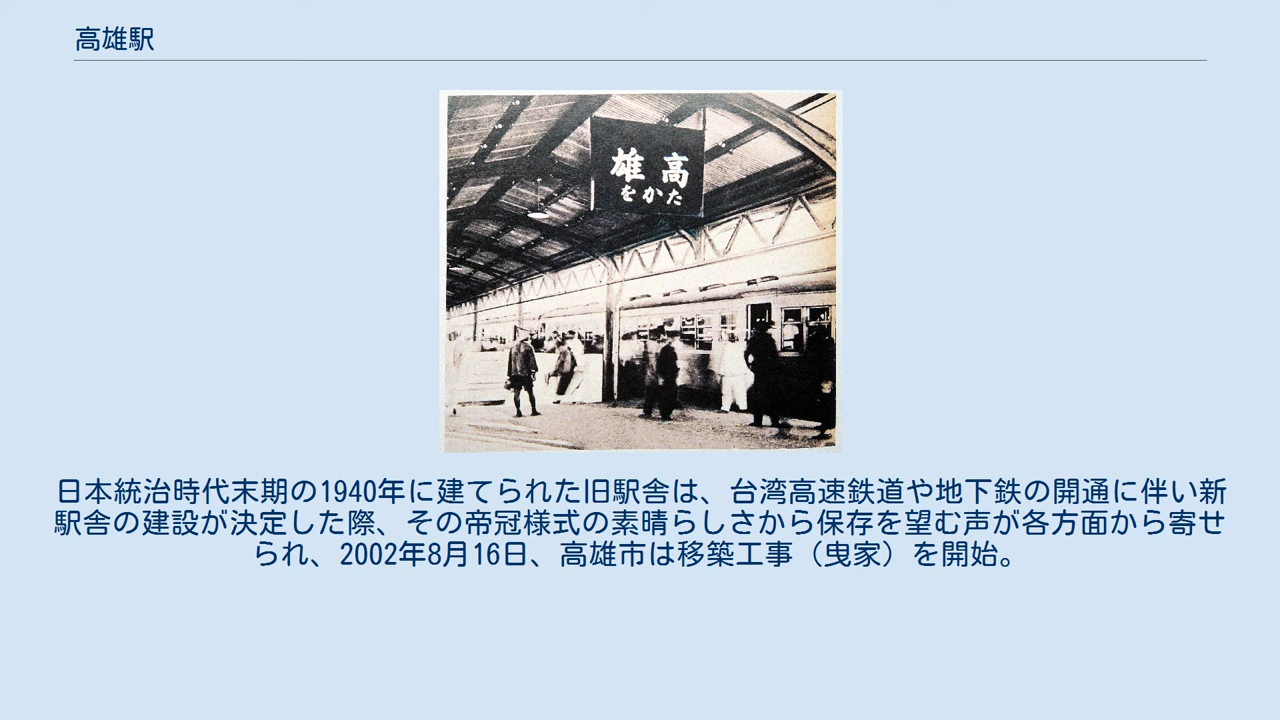 高雄駅
高雄
たかを
日本統治時代末期の1940年に建てられた旧駅舎は、台湾高速鉄道や地下鉄の開通に伴い新
駅舎の建設が決定した際、その帝冠様式の素晴らしさから保存を望む声が各方面から寄せ
られ、2002年8月16日、高雄市は移築工事（曳家）を開始。